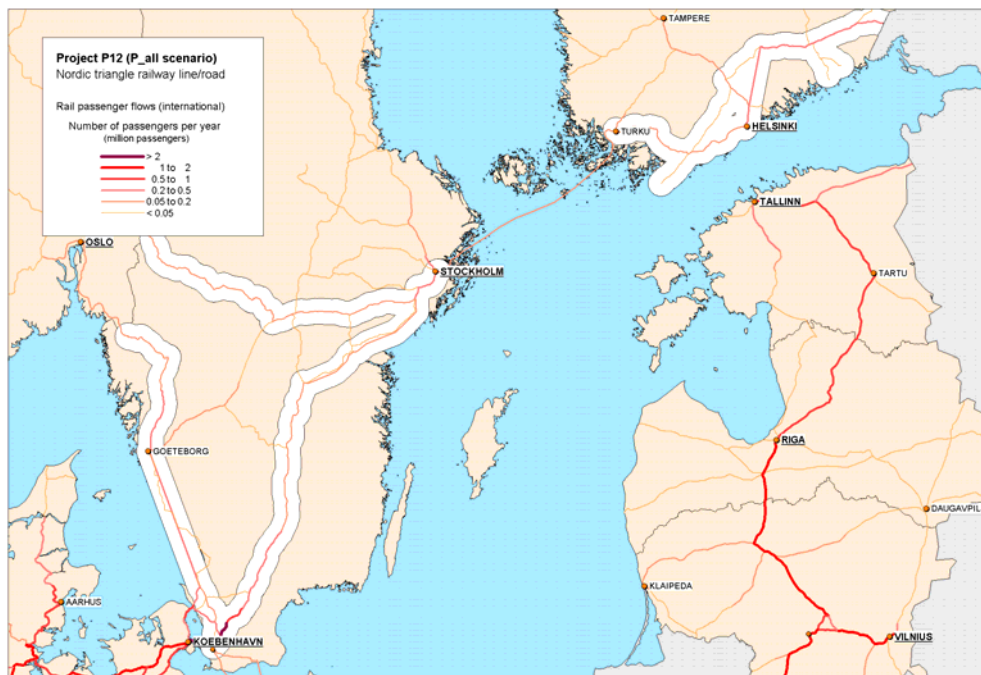 Project P12 (P_all scenario)
Nordic triangle railway line/road
Rail passenger flows (international)
Number of passengers per year
(million passengers)
> 2
1 to 2
0.5 to 1
0.2 to 0.5
0.05 to 0.2
< 0.05
TAMPERE
TURKU
HELSINKI
TALLINN
OSLO
STOCKHOLM
TARTU
RIGA
GOETEBORG
DAUGAVPIL
KLAIPEDA
AARHUS
KOEBENHAVN
VILNIUS